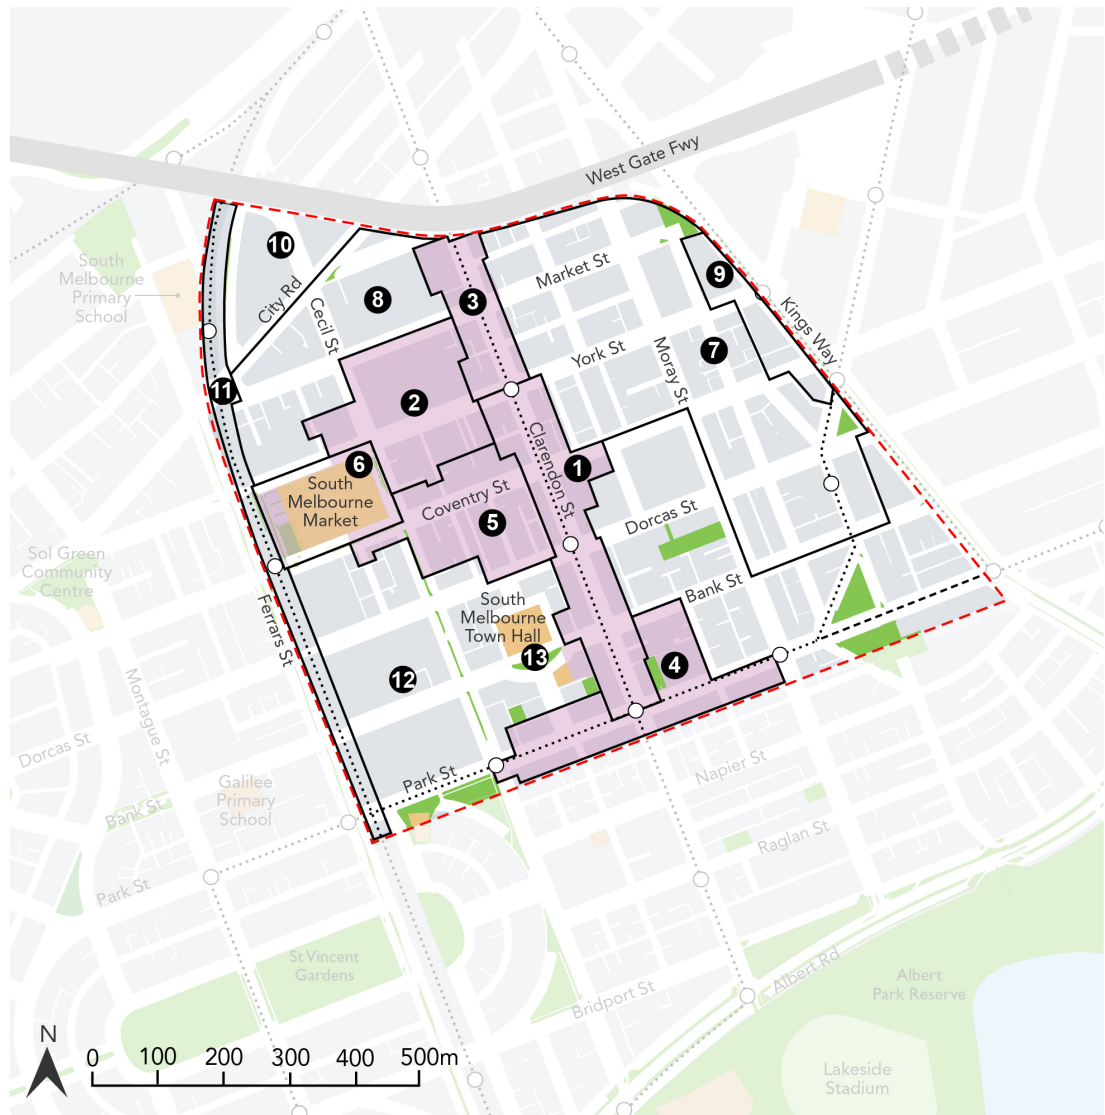 West Gate Fwy
South
Melbourne
Primary
School
10
City Rd
Market St
9
8
3
Cecil St
Kings Way
York St
7
Moray St
11
2
Clarendon St
6
1
South
Melbourne
Market
Coventry St
5
Dorcas St
Sol Green
Community
Centre
Bank St
Ferrars St
South
Melbourne
Town Hall
13
4
12
Montague St
Dorcas St
Park St
Napier St
Galilee
Primary
School
Bank St
Raglan St
Park St
St Vincent
Gardens
Albert Rd
Albert
Park Reserve
Bridport St
N
0 100 200 300 400 500m
Lakeside
Stadium